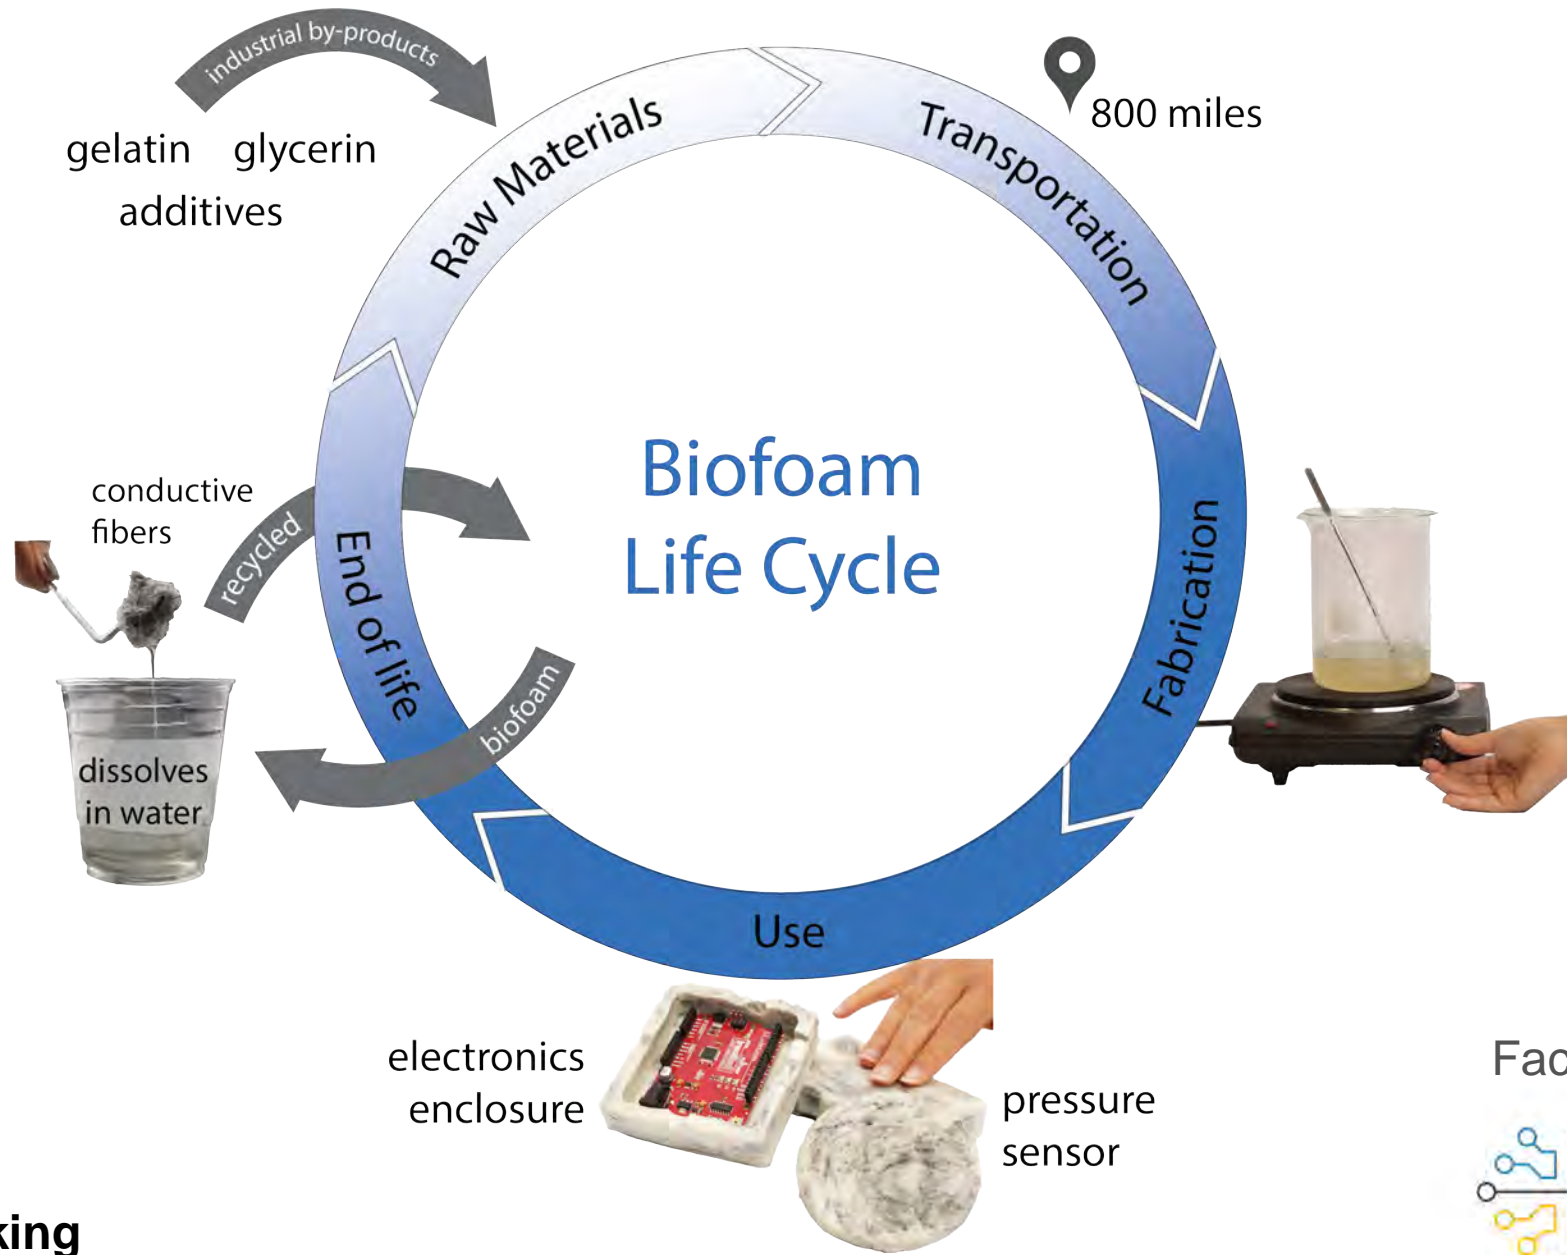 industrial by-products
gelatin glycerin
additives
Raw Materials
Transportation
800 miles
Biofoam
Life Cycle
conductive
fibers
recycled
End of life
Fabrication
biofoam
dissolves
in water
Use
electronics
enclosure
pressure
sensor
Fac
king